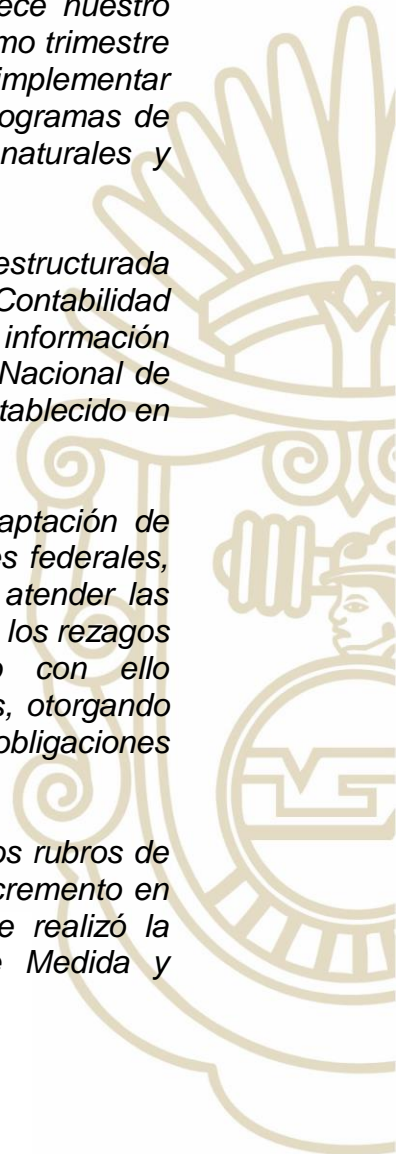 ece nuestro
mo trimestre
implementar
ogramas de
naturales y
estructurada
Contabilidad
información
Nacional de
tablecido en
aptación de
es federales,
atender las
los rezagos
o con ello
s, otorgando
obligaciones
os rubros de
cremento en
e realizó la
e Medida y